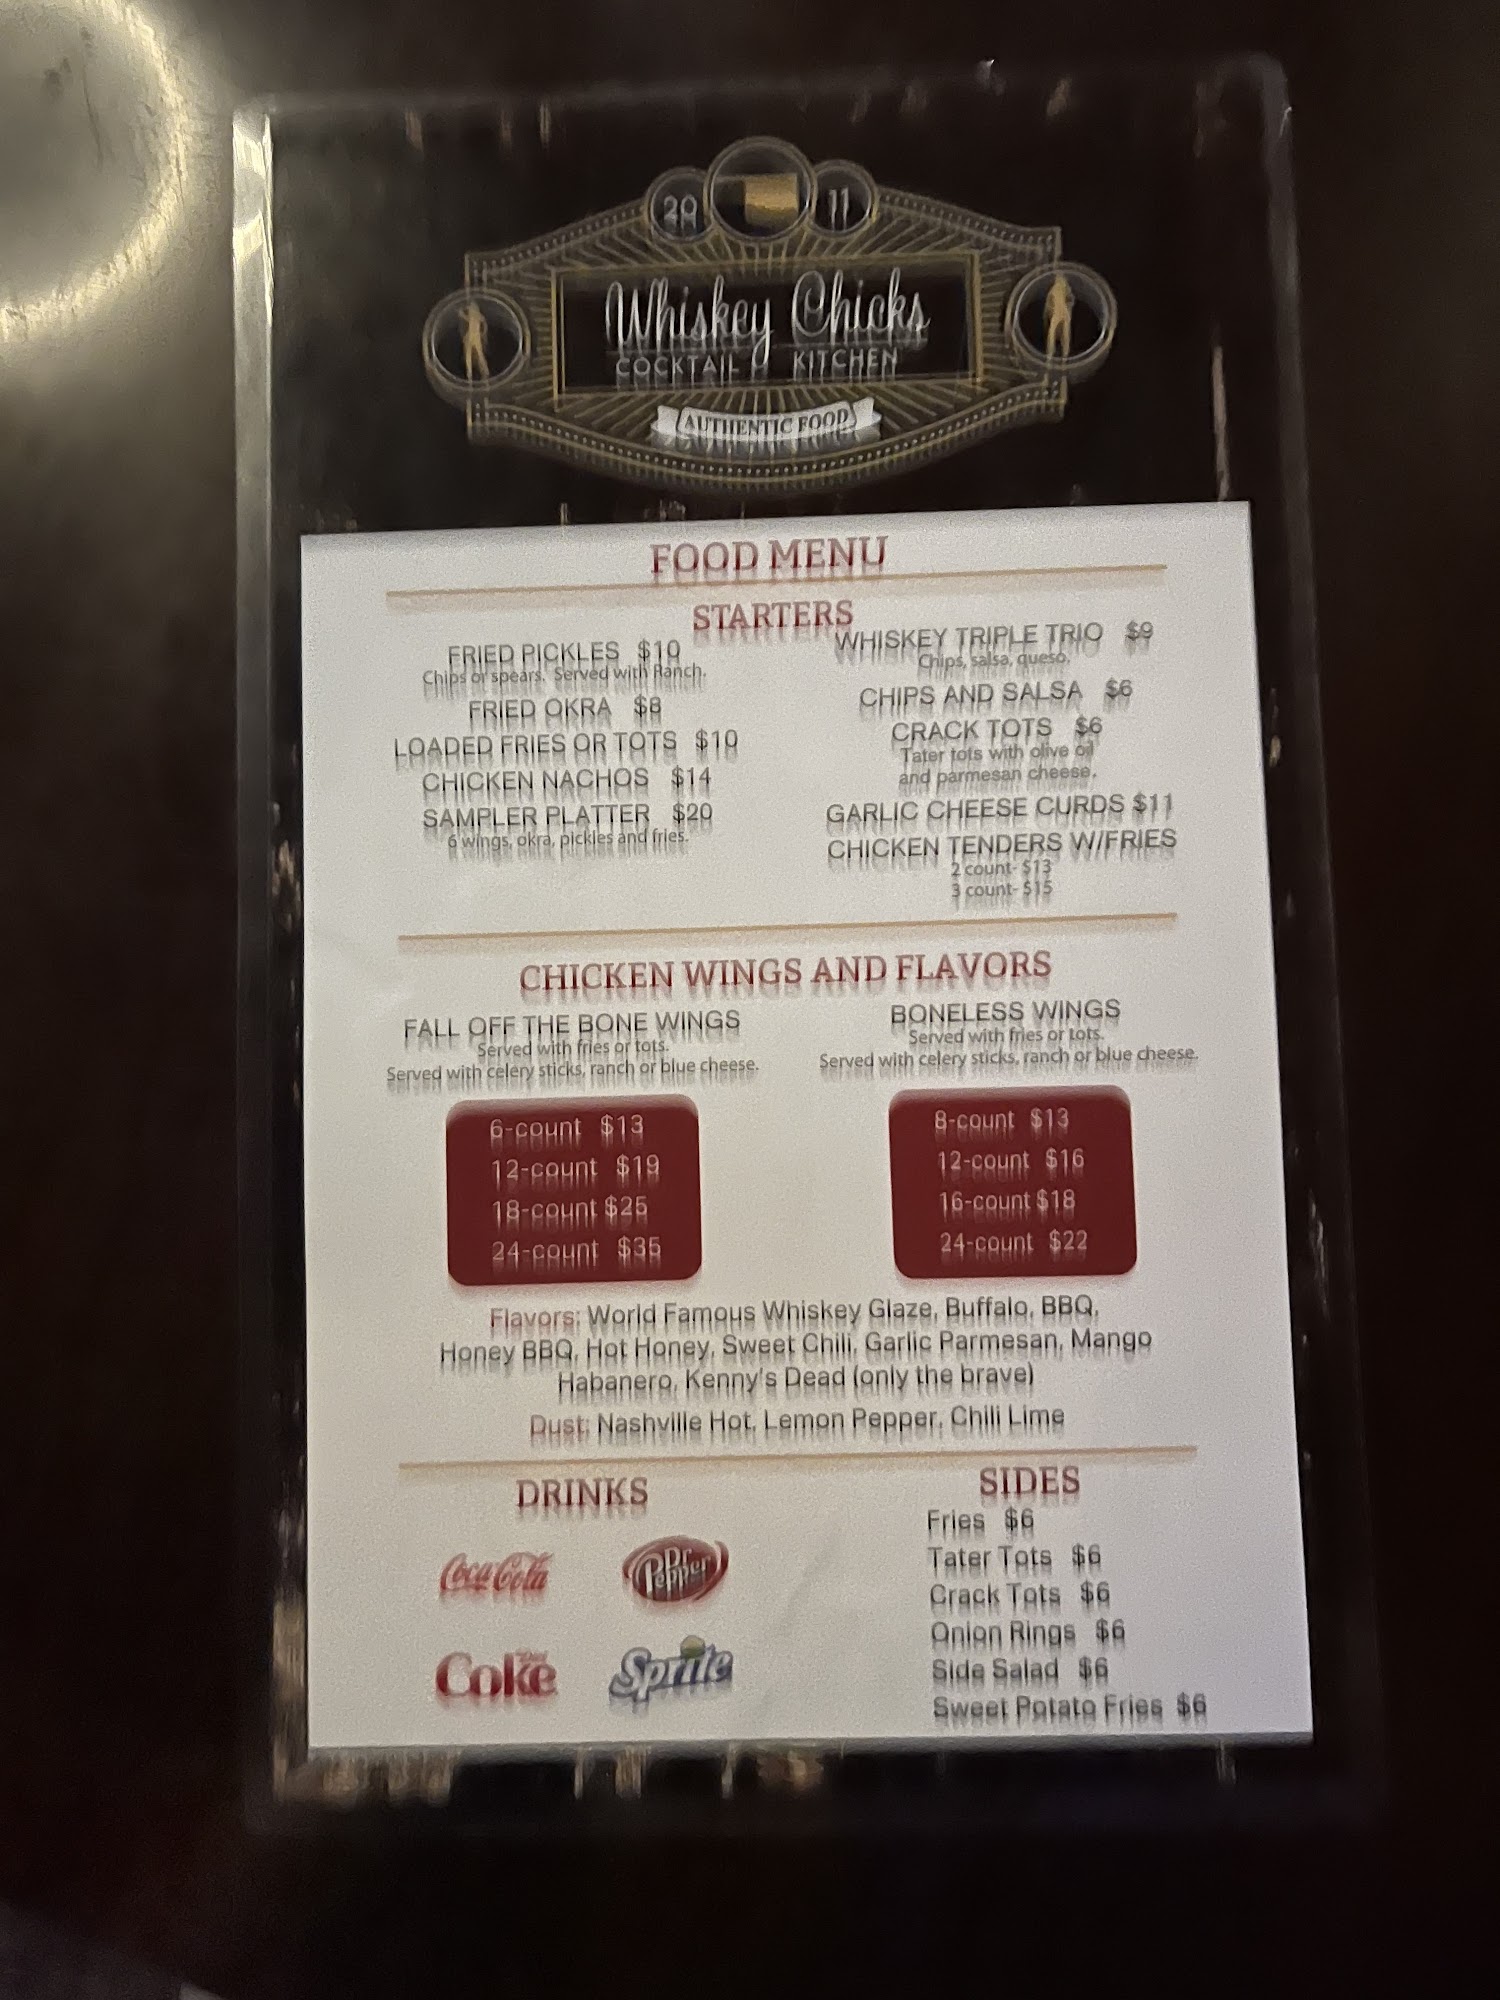 20 11
Whiskey Chicks
COCKTAIL KITCHEN
AUTHENTIC FOOD
FOOD MENU
STARTERS
FRIED PICKLES $10
Chips or spears. Served with Ranch.
FRIED OKRA $8
LOADED FRIES OR TOTS $10
CHICKEN NACHOS $14
SAMPLER PLATTER $20
6 wings, okra, pickles and fries.
WHISKEY TRIPLE TRIO $9
Chips, salsa, queso.
CHIPS AND SALSA $6
CRACK TOTS $6
Tater tots with olive oil
and parmesan cheese.
GARLIC CHEESE CURDS $11
CHICKEN TENDERS W/FRIES
2 count- $13
3 count- $15
CHICKEN WINGS AND FLAVORS
FALL OFF THE BONE WINGS
Served with fries or tots.
Served with celery sticks, ranch or blue cheese.
6-count $13
12-count $19
18-count $25
24-count $35
BONELESS WINGS
Served with fries or tots.
Served with celery sticks, ranch or blue cheese.
8-count $13
12-count $16
16-count $18
24-count $22
Flavors: World Famous Whiskey Glaze, Buffalo, BBQ,
Honey BBQ, Hot Honey, Sweet Chili, Garlic Parmesan, Mango
Habanero, Kenny's Dead (only the brave)
Dust: Nashville Hot, Lemon Pepper, Chili Lime
DRINKS
Coca-Cola
Dr Pepper
Diet Coke
Sprite
SIDES
Fries $6
Tater Tots $6
Crack Tots $6
Onion Rings $6
Side Salad $6
Sweet Potato Fries $6